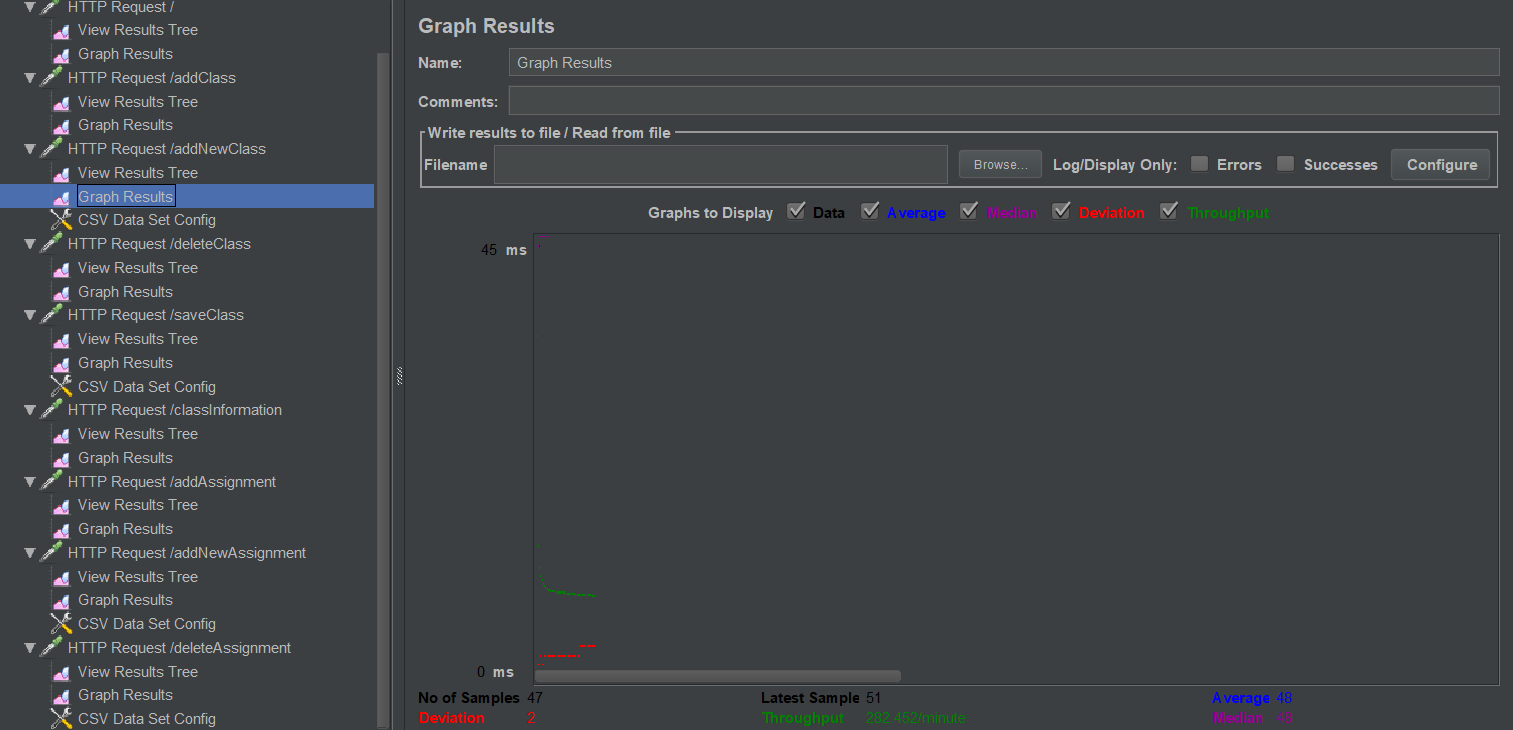 HTTP Request /
View Results Tree
Graph Results
HTTP Request /addClass
View Results Tree
Graph Results
HTTP Request /addNewClass
View Results Tree
Graph Results
CSV Data Set Config
HTTP Request /deleteClass
View Results Tree
Graph Results
HTTP Request /saveClass
View Results Tree
Graph Results
CSV Data Set Config
HTTP Request /classInformation
View Results Tree
Graph Results
HTTP Request /addAssignment
View Results Tree
Graph Results
HTTP Request /addNewAssignment
View Results Tree
Graph Results
CSV Data Set Config
HTTP Request /deleteAssignment
View Results Tree
Graph Results
CSV Data Set Config
Graph Results
Name: Graph Results
Comments:
Write results to file / Read from file
Filename Browse... Log/Display Only: Errors Successes Configure
Graphs to Display Data Average Median Deviation Throughput
45 ms
0 ms
No of Samples 47 Latest Sample 51 Average 48
Deviation 2 Throughput 282.452/minute Median